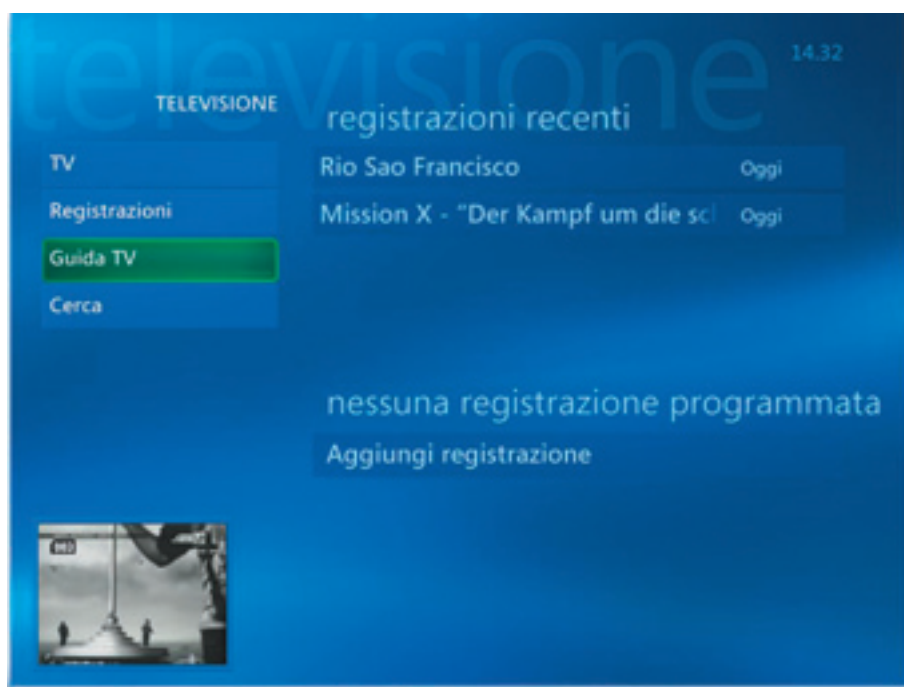 televisione
14.32
TELEVISIONE
registrazioni recenti
TV
Rio Sao Francisco Oggi
Registrazioni
Mission X - "Der Kampf um die Oggi
Guida TV
Cerca
nessuna registrazione programmata
Aggiungi registrazione